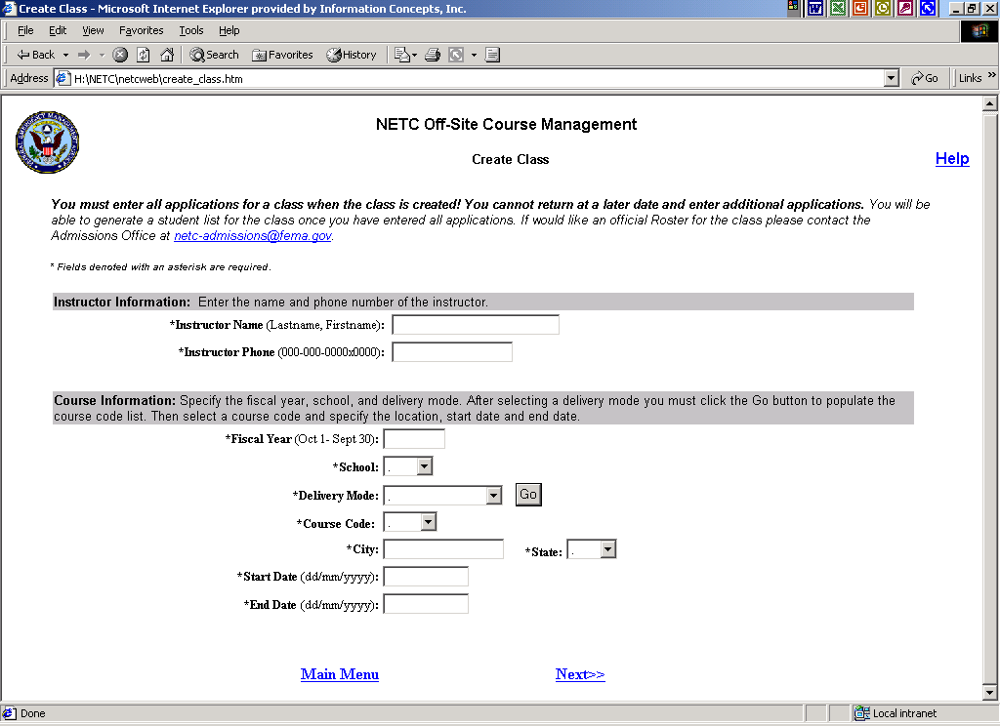 Create Class - Microsoft Internet Explorer provided by Information Concepts, Inc.
File Edit View Favorites Tools Help
Back Search Favorites History
Address H:\NETC\netcweb\create_class.htm Go Links »
NETC Off-Site Course Management
Create Class
Help
You must enter all applications for a class when the class is created! You cannot return at a later date and enter additional applications. You will be
able to generate a student list for the class once you have entered all applications. If would like an official Roster for the class please contact the
Admissions Office at netc-admissions@fema.gov.
* Fields denoted with an asterisk are required.
Instructor Information: Enter the name and phone number of the instructor.
*Instructor Name (Lastname, Firstname):
*Instructor Phone (000-000-0000x0000):
Course Information: Specify the fiscal year, school, and delivery mode. After selecting a delivery mode you must click the Go button to populate the
course code list. Then select a course code and specify the location, start date and end date.
*Fiscal Year (Oct 1- Sept 30):
*School: .
*Delivery Mode: . Go
*Course Code: .
*City: *State: .
*Start Date (dd/mm/yyyy):
*End Date (dd/mm/yyyy):
Main Menu Next>>
Done Local intranet